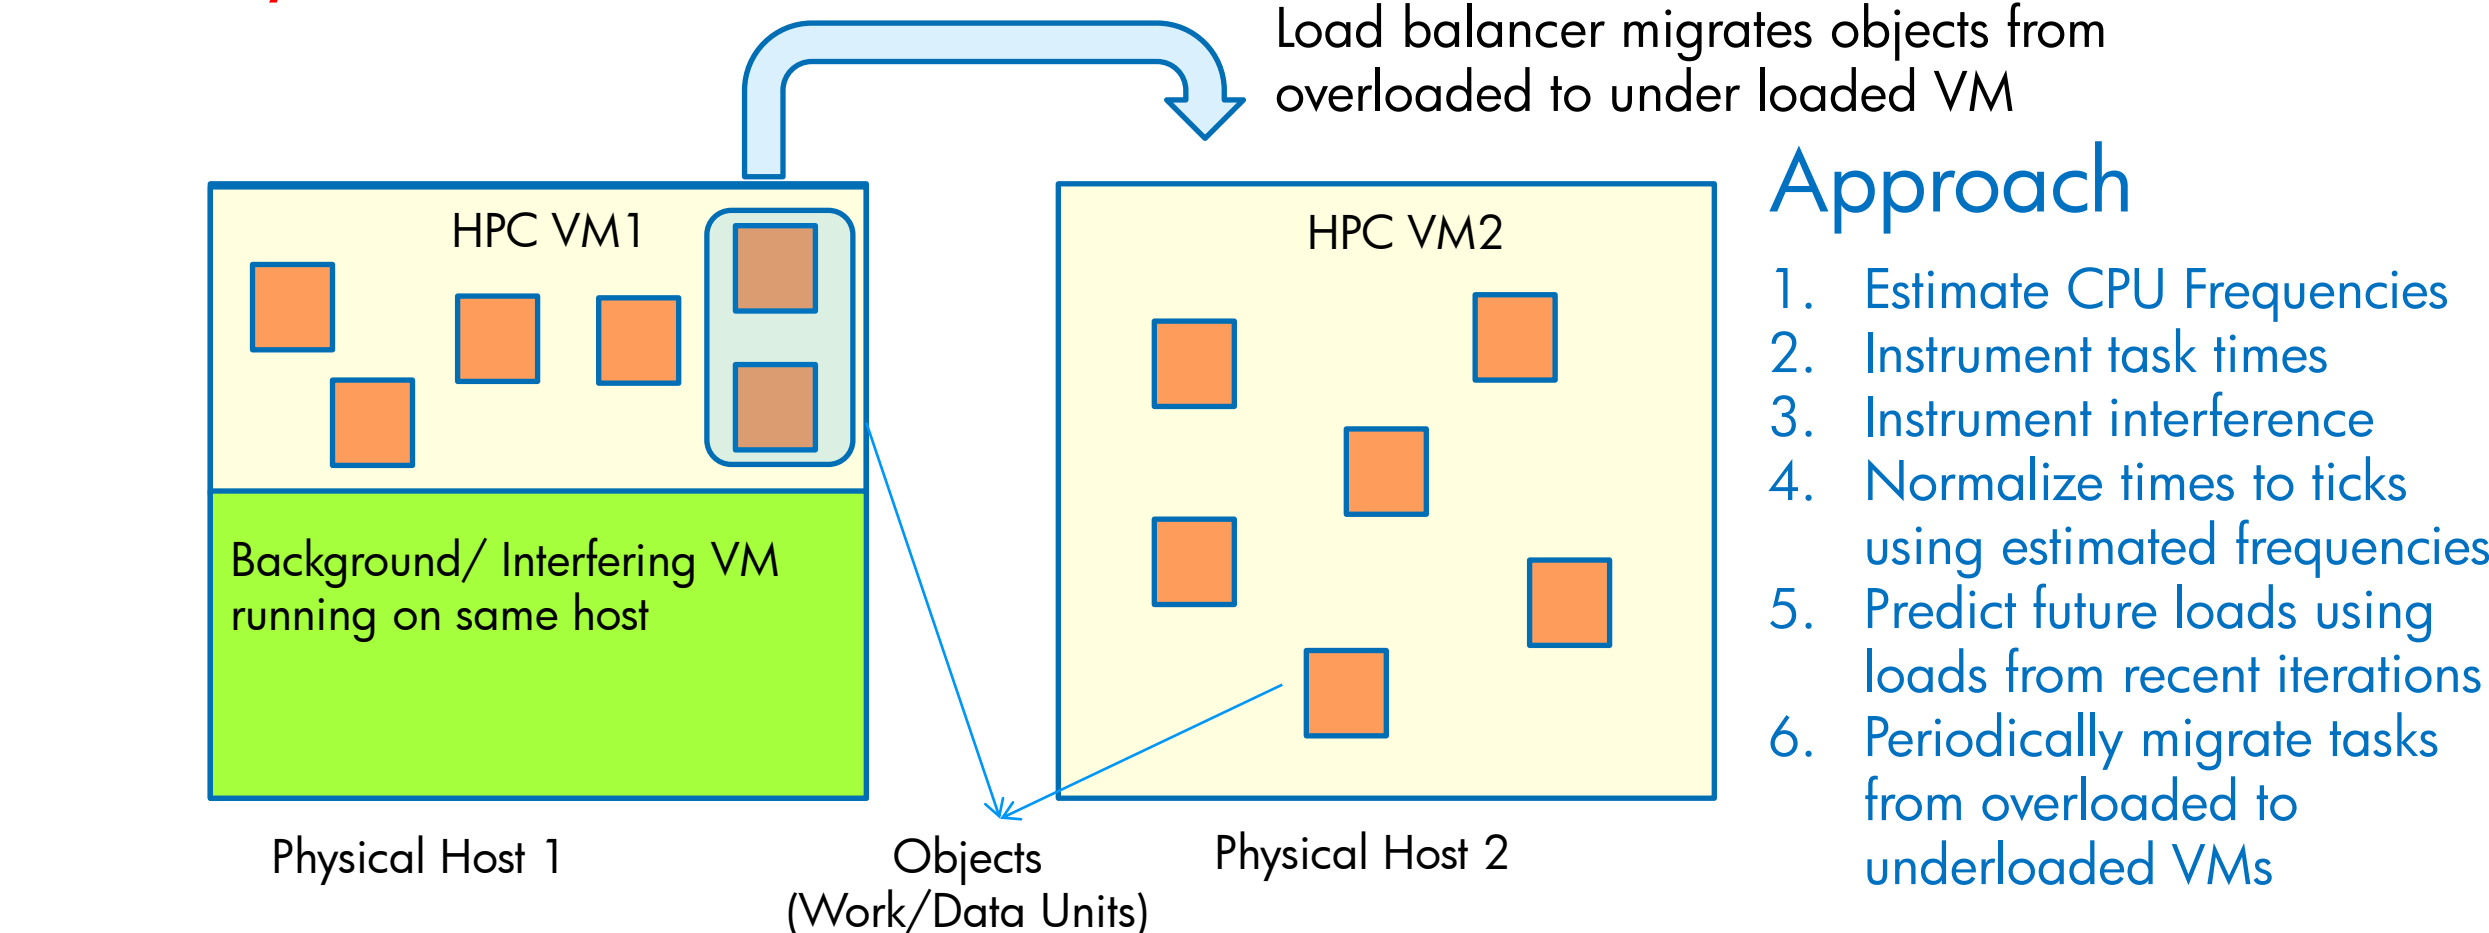 Load balancer migrates objects from
overloaded to under loaded VM
HPC VM1
HPC VM2
Background/ Interfering VM
running on same host
Physical Host 1
Objects
(Work/Data Units)
Physical Host 2
Approach
1. Estimate CPU Frequencies
2. Instrument task times
3. Instrument interference
4. Normalize times to ticks
using estimated frequencies
5. Predict future loads using
loads from recent iterations
6. Periodically migrate tasks
from overloaded to
underloaded VMs